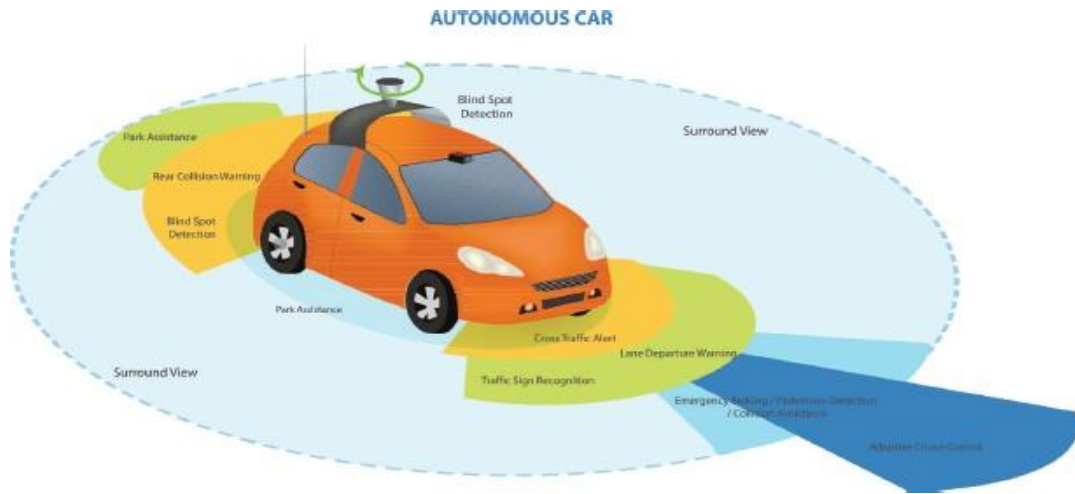 AUTONOMOUS CAR
Blind Spot
Detection
Surround View
Park Assistance
Rear Collision Warning
Blind Spot
Detection
Park Assistance
Cross Traffic Alert
Lane Departure Warning
Surround View
Traffic Sign Recognition
Emergency Braking / Pedestrian Detection
/ Collision Avoidance
Adaptive Cruise Control